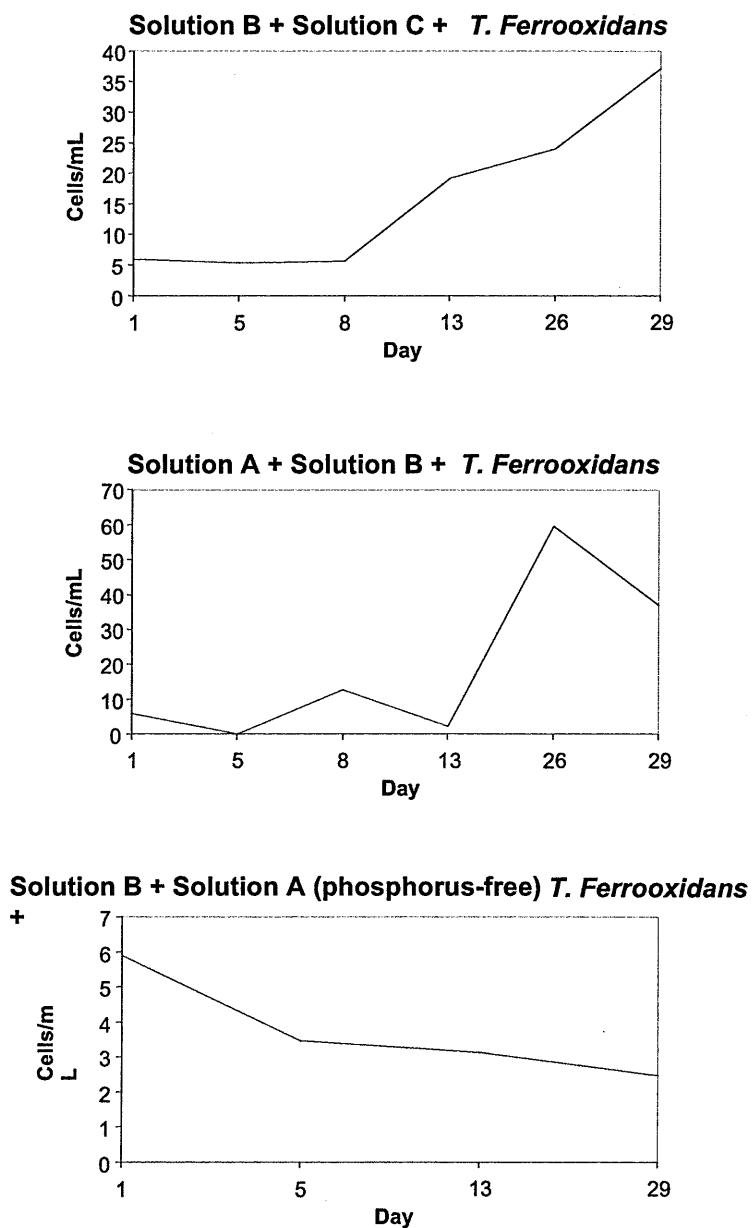 Solution B + Solution C + T. Ferrooxidans
40
35
30
25
20
15
10
5
0
Cells/mL
1 5 8 13 26 29
Day
Solution A + Solution B + T. Ferrooxidans
70
60
50
40
30
20
10
0
Cells/mL
1 5 8 13 26 29
Day
Solution B + Solution A (phosphorus-free) T. Ferrooxidans
+
7
6
5
4
3
2
1
0
Cells/m
L
1 5 13 29
Day